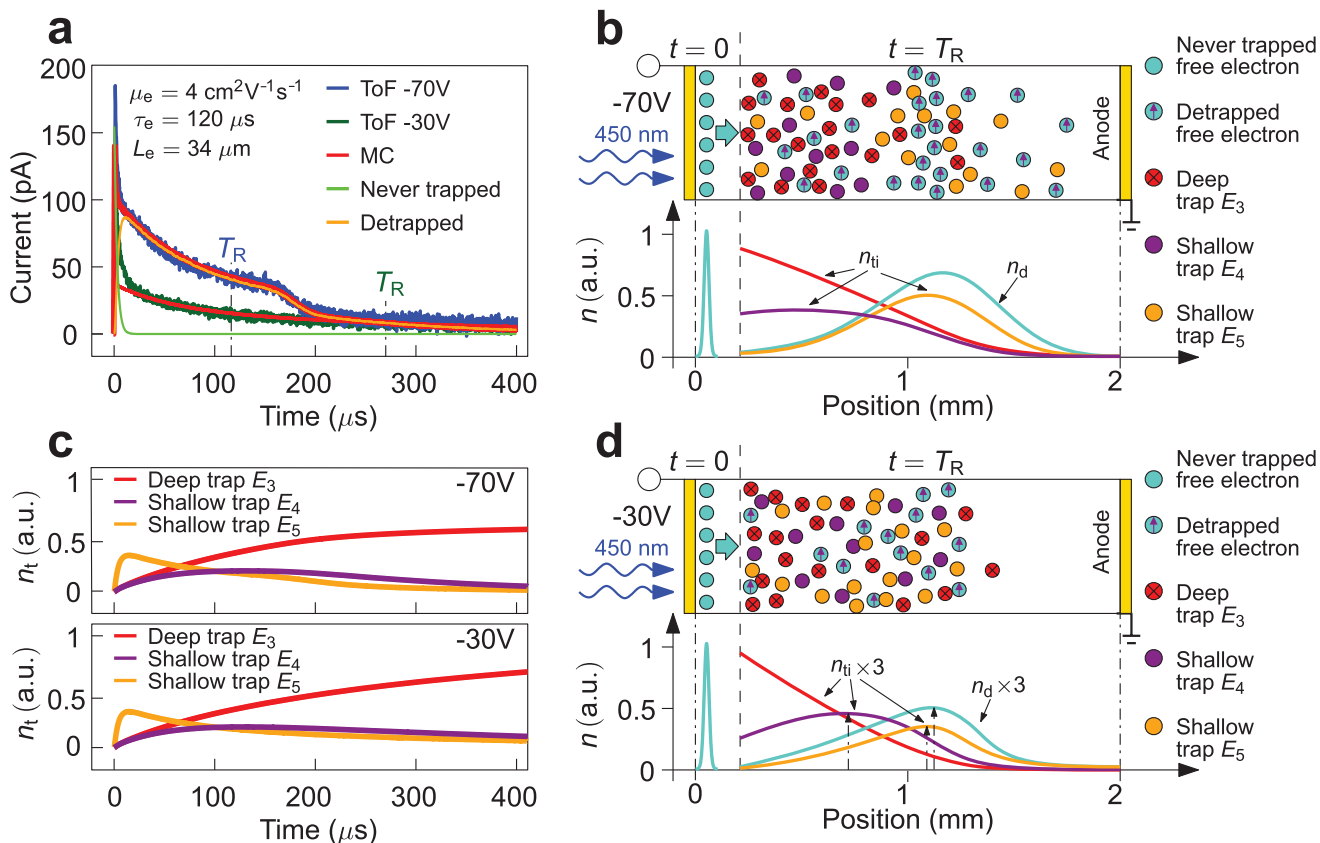 a
200
150
100
50
0
Current (pA)
μe = 4 cm²V⁻¹s⁻¹
τe = 120 μs
Le = 34 μm
ToF -70V
ToF -30V
MC
Never trapped
Detrapped
TR
TR
0 100 200 300 400
Time (μs)
b
t = 0
t = TR
-70V
450 nm
Anode
Never trapped
free electron
Detrapped
free electron
Deep
trap E3
Shallow
trap E4
Shallow
trap E5
n (a.u.)
1
0.5
0
nti
nd
0 1 2
Position (mm)
c
nt (a.u.)
1
0.5
0
Deep trap E3
Shallow trap E4
Shallow trap E5
-70V
nt (a.u.)
1
0.5
0
Deep trap E3
Shallow trap E4
Shallow trap E5
-30V
0 100 200 300 400
Time (μs)
d
t = 0
t = TR
-30V
450 nm
Anode
Never trapped
free electron
Detrapped
free electron
Deep
trap E3
Shallow
trap E4
Shallow
trap E5
n (a.u.)
1
0.5
0
nti×3
nd×3
0 1 2
Position (mm)